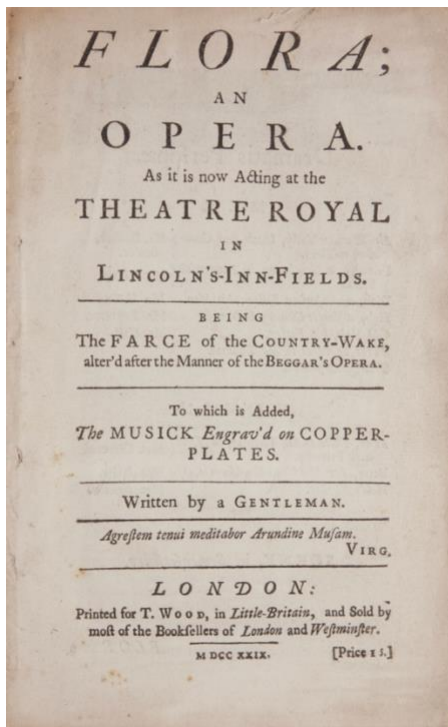 FLORA;
AN
OPERA.
As it is now Acting at the
THEATRE ROYAL
IN
LINCOLN'S-INN-FIELDS.
BEING
The FARCE of the COUNTRY-WAKE,
alter'd after the Manner of the BEGGAR'S OPERA.
To which is Added,
The MUSICK Engrav'd on COPPER-
PLATES.
Written by a GENTLEMAN.
Agreſtem tenui meditabor Arundine Muſam.
VIRG.
LONDON:
Printed for T. WOOD, in Little-Britain, and Sold by
moſt of the Bookſellers of London and Weſtminſter.
M DCC XXIX. [Price 1 s.]